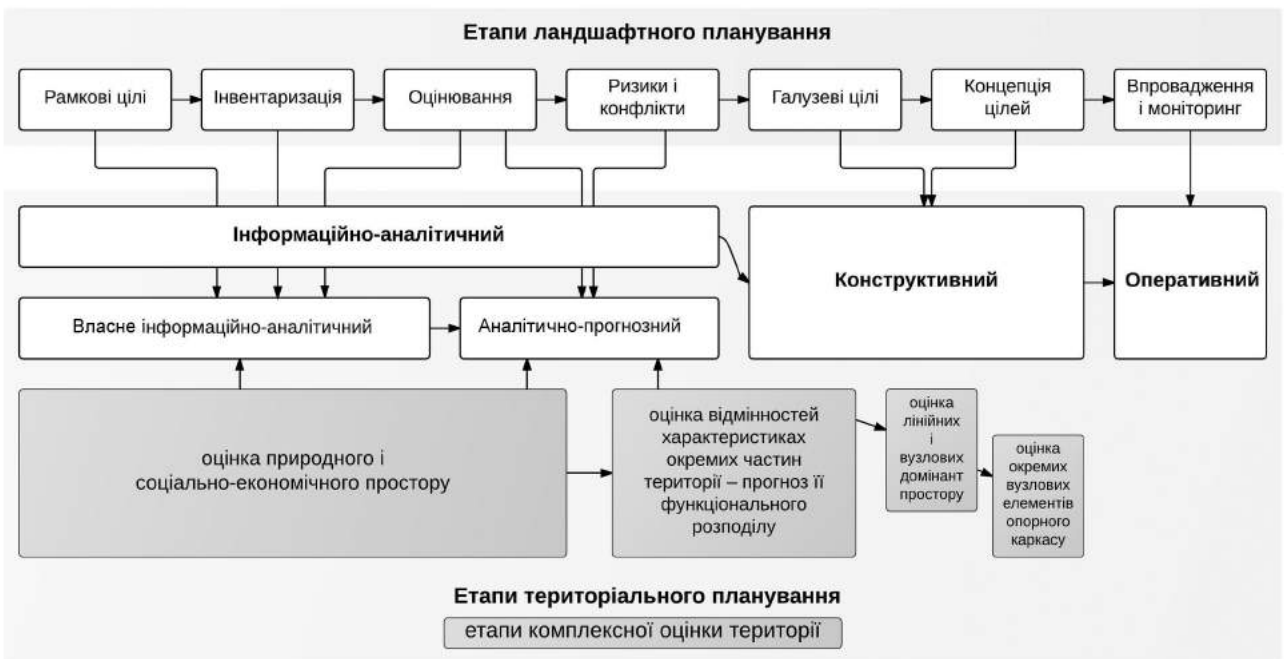 Етапи ландшафтного планування
Рамкові цілі
Інвентаризація
Оцінювання
Ризики і
конфлікти
Галузеві цілі
Концепція
цілей
Впровадження
і моніторинг
Інформаційно-аналітичний
Конструктивний
Оперативний
Власне інформаційно-аналітичний
Аналітично-прогнозний
оцінка природного і
соціально-економічного простору
оцінка відмінностей
характеристиках
окремих частин
території – прогноз її
функціонального
розподілу
оцінка
лінійних
і
вузлових
домінант
простору
оцінка
окремих
вузлових
елементів
опорного
каркасу
Етапи територіального планування
етапи комплексної оцінки території